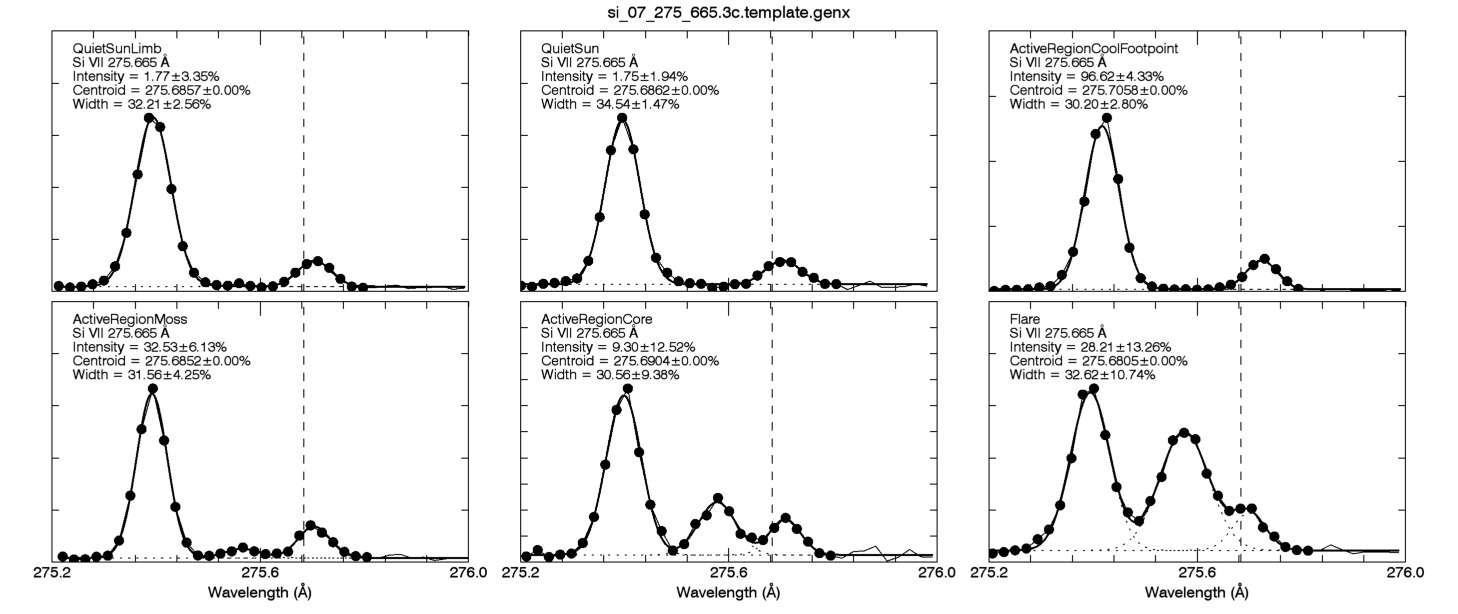 si_07_275_665.3c.template.genx
QuietSunLimb
Si VII 275.665 Å
Intensity = 1.77±3.35%
Centroid = 275.6857±0.00%
Width = 32.21±2.56%
QuietSun
Si VII 275.665 Å
Intensity = 1.75±1.94%
Centroid = 275.6862±0.00%
Width = 34.54±1.47%
ActiveRegionCoolFootpoint
Si VII 275.665 Å
Intensity = 96.62±4.33%
Centroid = 275.7058±0.00%
Width = 30.20±2.80%
ActiveRegionMoss
Si VII 275.665 Å
Intensity = 32.53±6.13%
Centroid = 275.6852±0.00%
Width = 31.56±4.25%
275.2 275.6 276.0
Wavelength (Å)
ActiveRegionCore
Si VII 275.665 Å
Intensity = 9.30±12.52%
Centroid = 275.6904±0.00%
Width = 30.56±9.38%
275.2 275.6 276.0
Wavelength (Å)
Flare
Si VII 275.665 Å
Intensity = 28.21±13.26%
Centroid = 275.6805±0.00%
Width = 32.62±10.74%
275.2 275.6 276.0
Wavelength (Å)